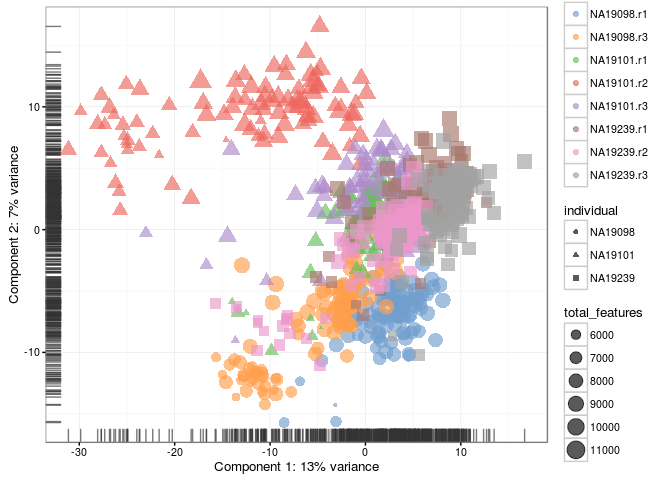 NA19098.r1
NA19098.r3
NA19101.r1
NA19101.r2
NA19101.r3
NA19239.r1
NA19239.r2
NA19239.r3
individual
NA19098
NA19101
NA19239
total_features
6000
7000
8000
9000
10000
11000
10
0
-10
Component 2: 7% variance
-30
-20
-10
0
10
Component 1: 13% variance